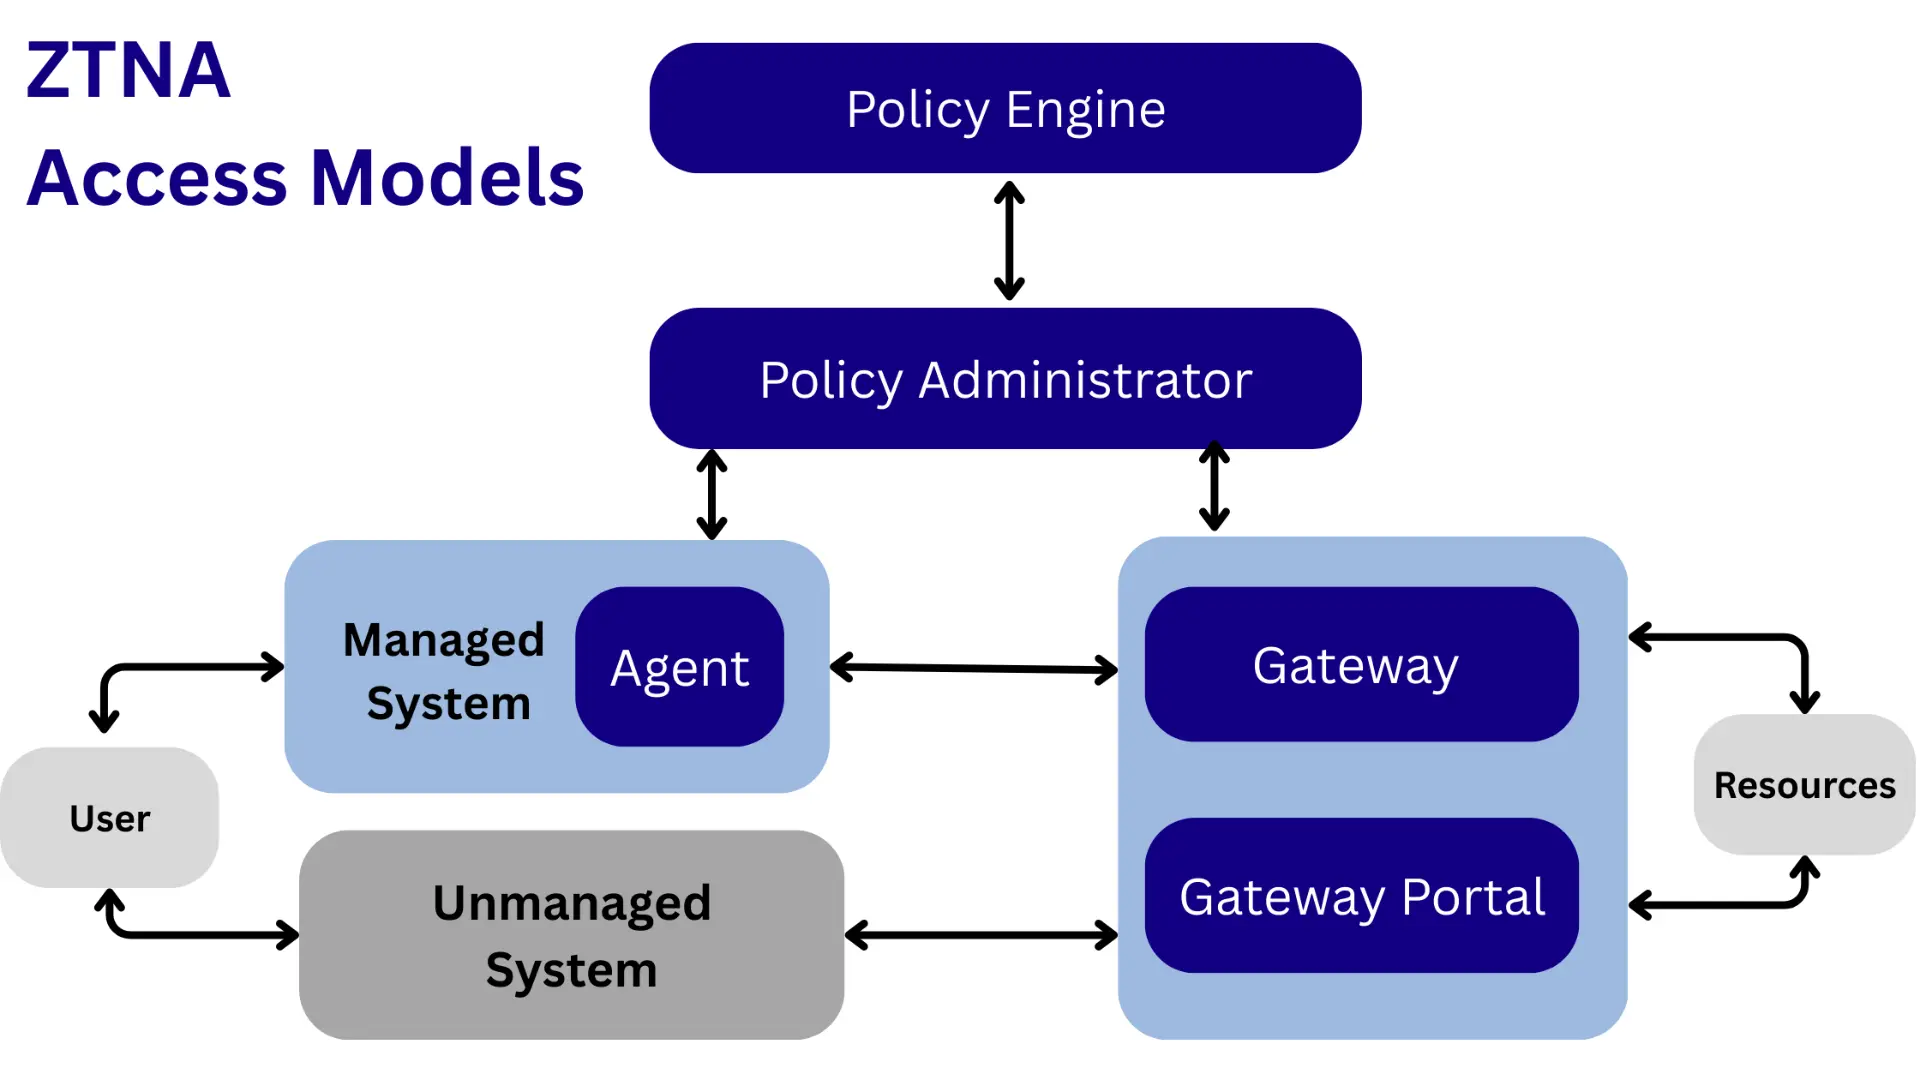 ZTNA
Access Models
Policy Engine
Policy Administrator
Managed
System
Agent
Gateway
User
Resources
Unmanaged
System
Gateway Portal